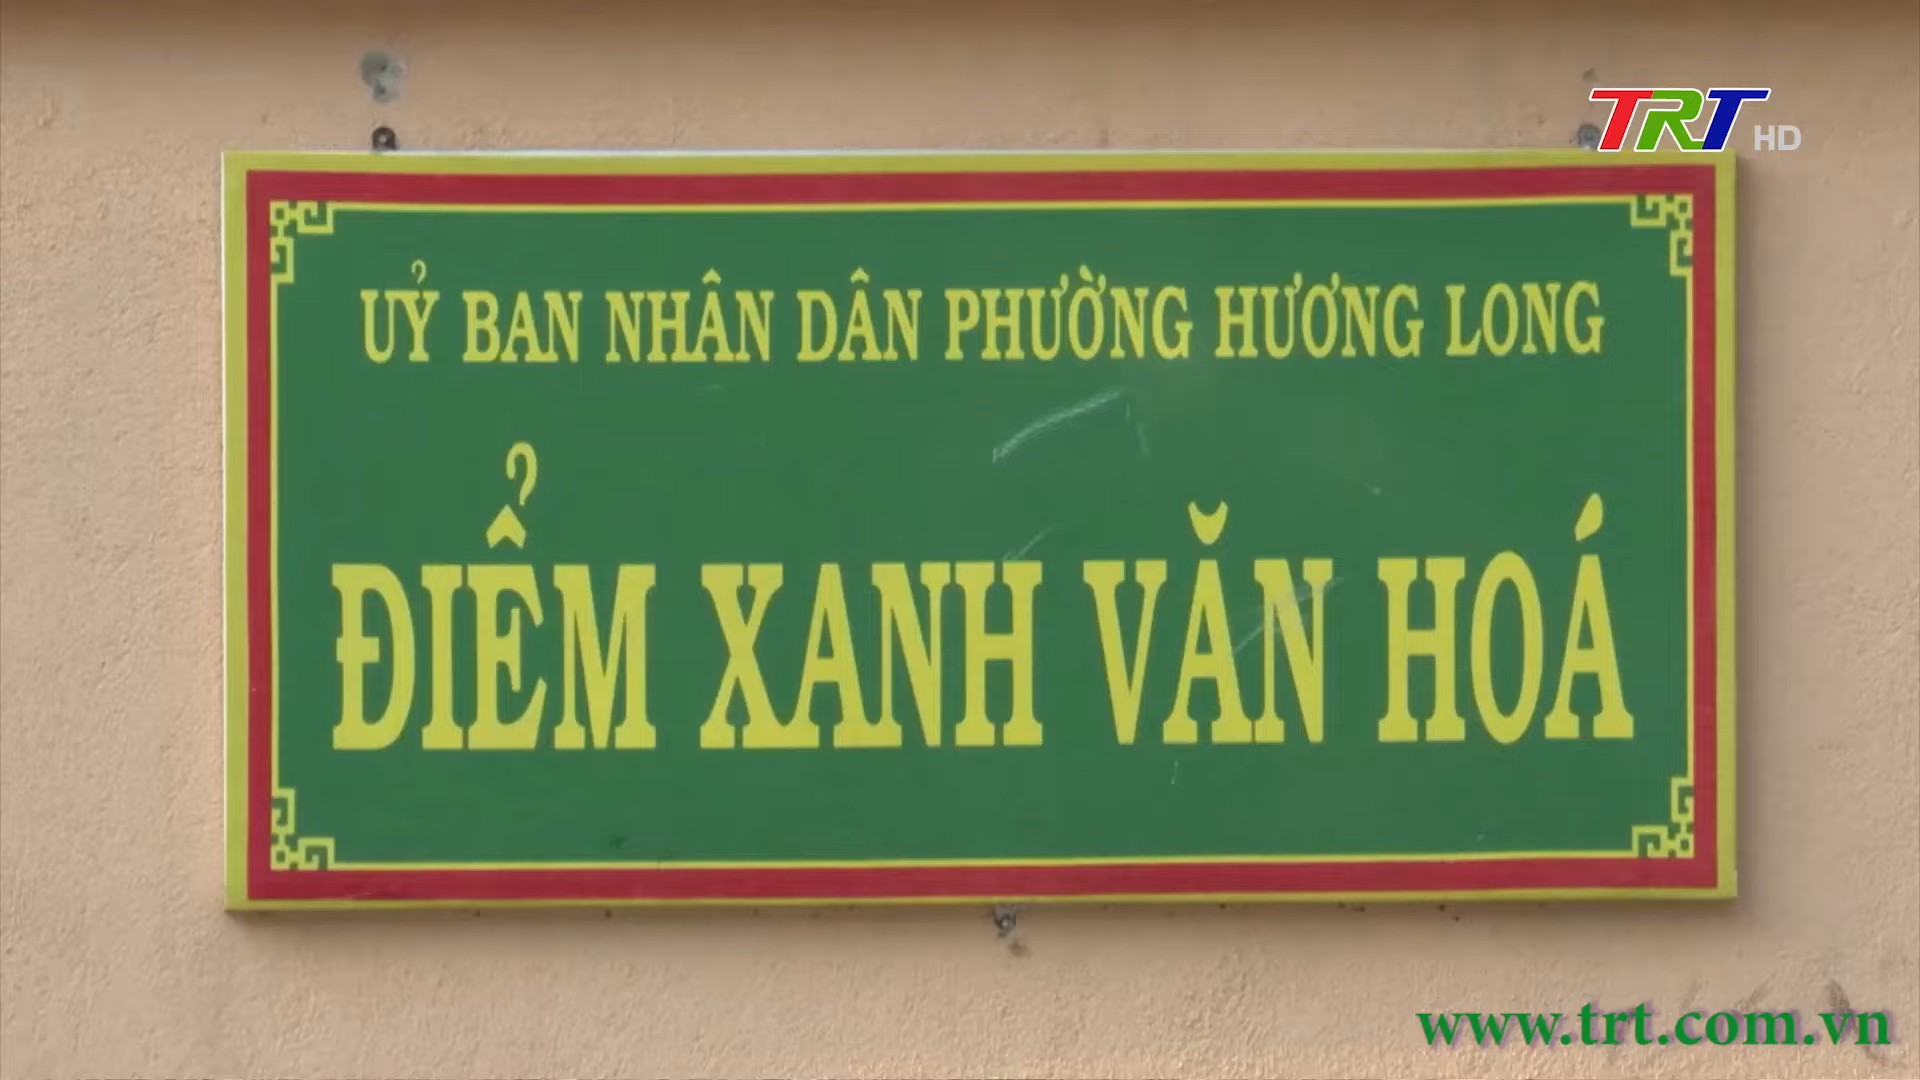 TRT HD
UỶ BAN NHÂN DÂN PHƯỜNG HƯƠNG LONG
ĐIỂM XANH VĂN HOÁ
www.trt.com.vn